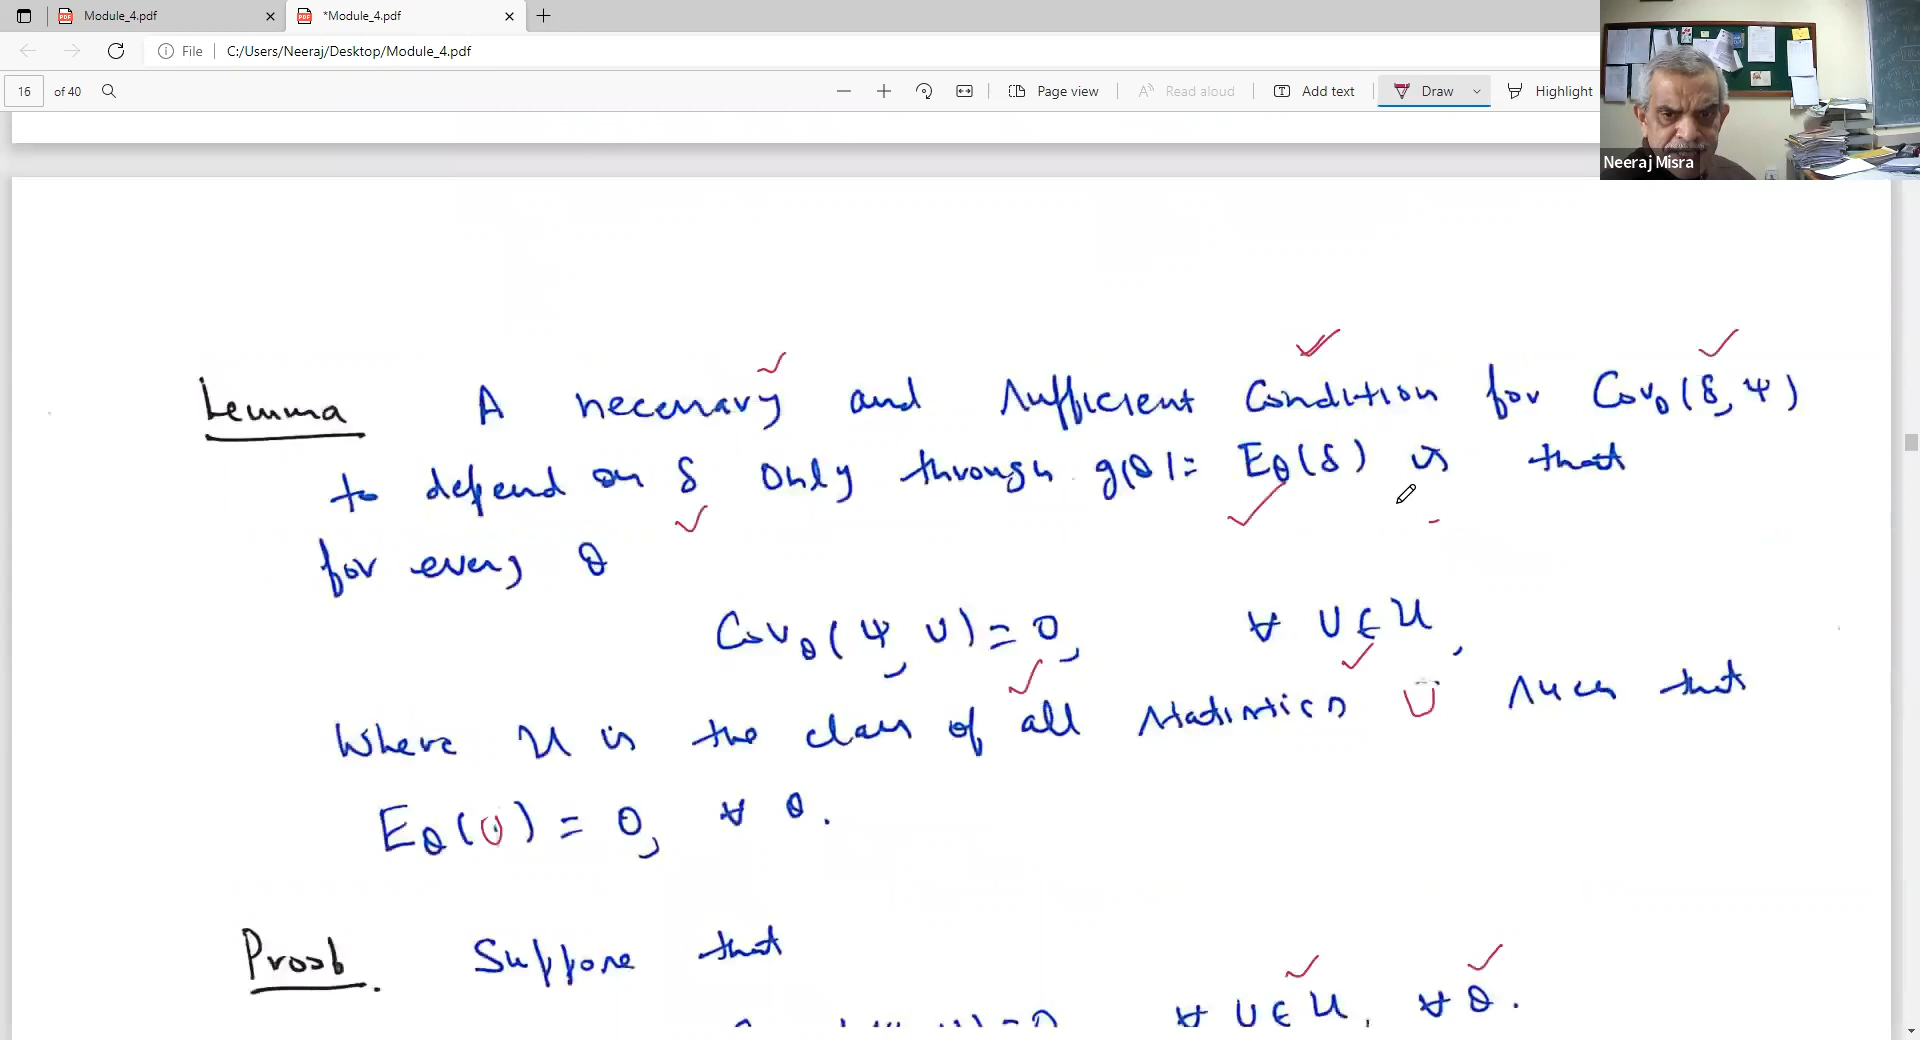 Module_4.pdf
*Module_4.pdf
File
C:/Users/Neeraj/Desktop/Module_4.pdf
16 of 40
Page view
Read aloud
Add text
Draw
Highlight
Neeraj Misra
Lemma A necessary and sufficient condition for Cov_θ(δ, ψ)
to depend on δ only through g(θ) = E_θ(δ) is that
for every θ
Cov_θ(ψ, U) = 0, ∀ U ∈ 𝒰,
Where 𝒰 is the class of all statistics U such that
E_θ(U) = 0, ∀ θ.
Proof. Suppose that
∀ U ∈ 𝒰, ∀ θ.